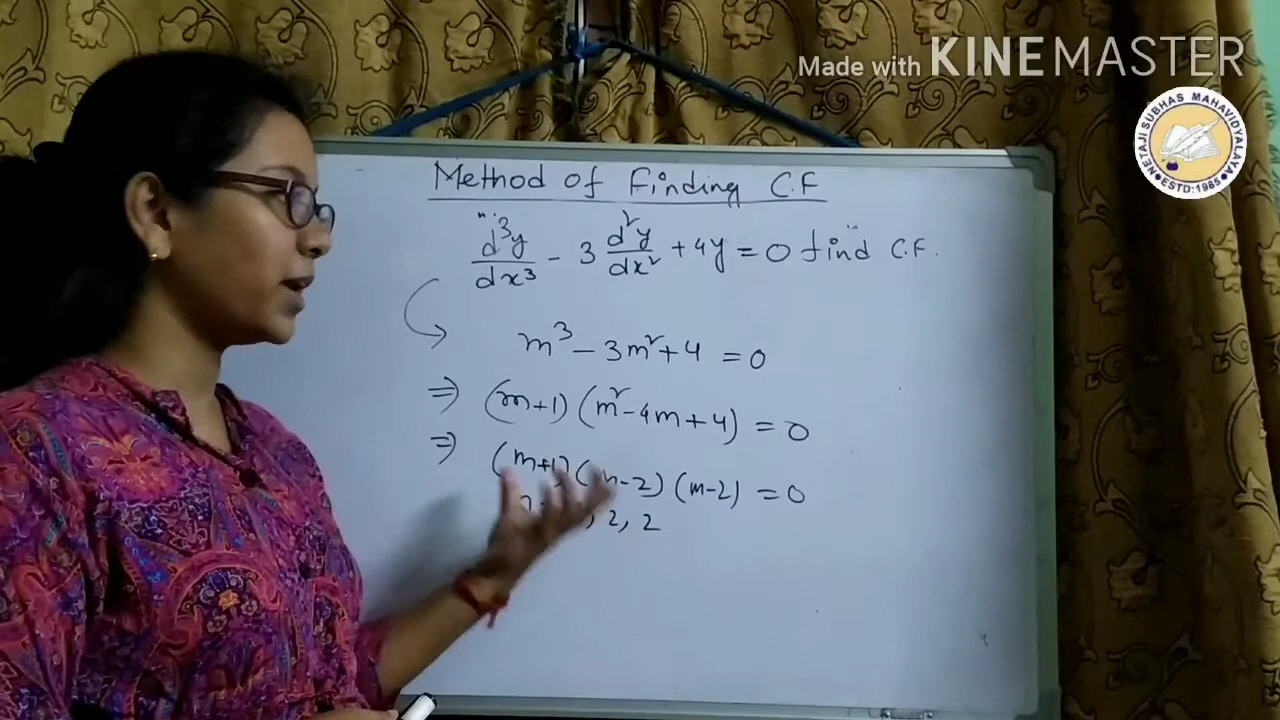 Made with KINEMASTER
NETAJI SUBHAS MAHAVIDYALAYA
ESTD: 1985
Method of Finding C.F
d³y/dx³ - 3 d²y/dx² + 4y = 0 find C.F.
m³ - 3m² + 4 = 0
⇒ (m+1) (m² - 4m + 4) = 0
⇒ (m+1) (m-2) (m-2) = 0
, 2, 2